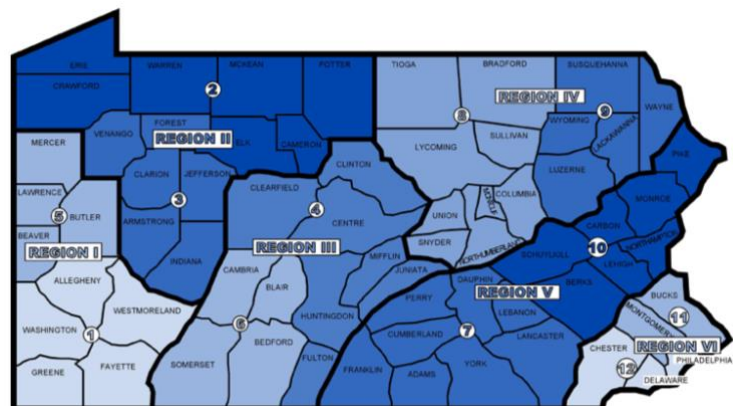 ERIE
CRAWFORD
WARREN
MCKEAN
POTTER
2
VENANGO
FOREST
REGION II
ELK
CAMERON
CLARION
JEFFERSON
3
ARMSTRONG
INDIANA
MERCER
LAWRENCE
5
BUTLER
BEAVER
REGION I
ALLEGHENY
WESTMORELAND
WASHINGTON
1
GREENE
FAYETTE
CLINTON
CLEARFIELD
4
CENTRE
REGION III
CAMBRIA
BLAIR
MIFFLIN
JUNIATA
HUNTINGDON
6
SOMERSET
BEDFORD
FULTON
TIOGA
BRADFORD
SUSQUEHANNA
REGION IV
8
9
WYOMING
WAYNE
LACKAWANNA
LYCOMING
SULLIVAN
LUZERNE
COLUMBIA
UNION
SNYDER
NORTHUMBERLAND
PIKE
MONROE
CARBON
NORTHAMPTON
10
SCHUYLKILL
LEHIGH
BERKS
DAUPHIN
REGION V
PERRY
LEBANON
CUMBERLAND
7
LANCASTER
FRANKLIN
ADAMS
YORK
BUCKS
11
MONTGOMERY
REGION VI
CHESTER
PHILADELPHIA
12
DELAWARE